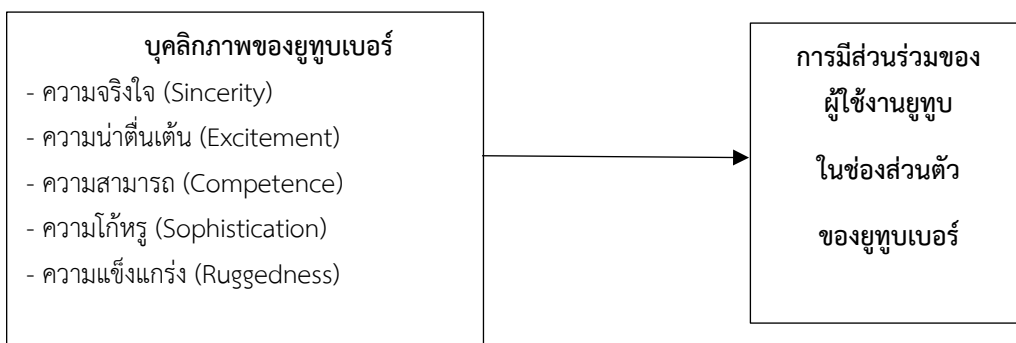 บุคลิกภาพของยูทูบเบอร์
- ความจริงใจ (Sincerity)
- ความน่าตื่นเต้น (Excitement)
- ความสามารถ (Competence)
- ความโก้หรู (Sophistication)
- ความแข็งแกร่ง (Ruggedness)
การมีส่วนร่วมของ
ผู้ใช้งานยูทูบ
ในช่องส่วนตัว
ของยูทูบเบอร์